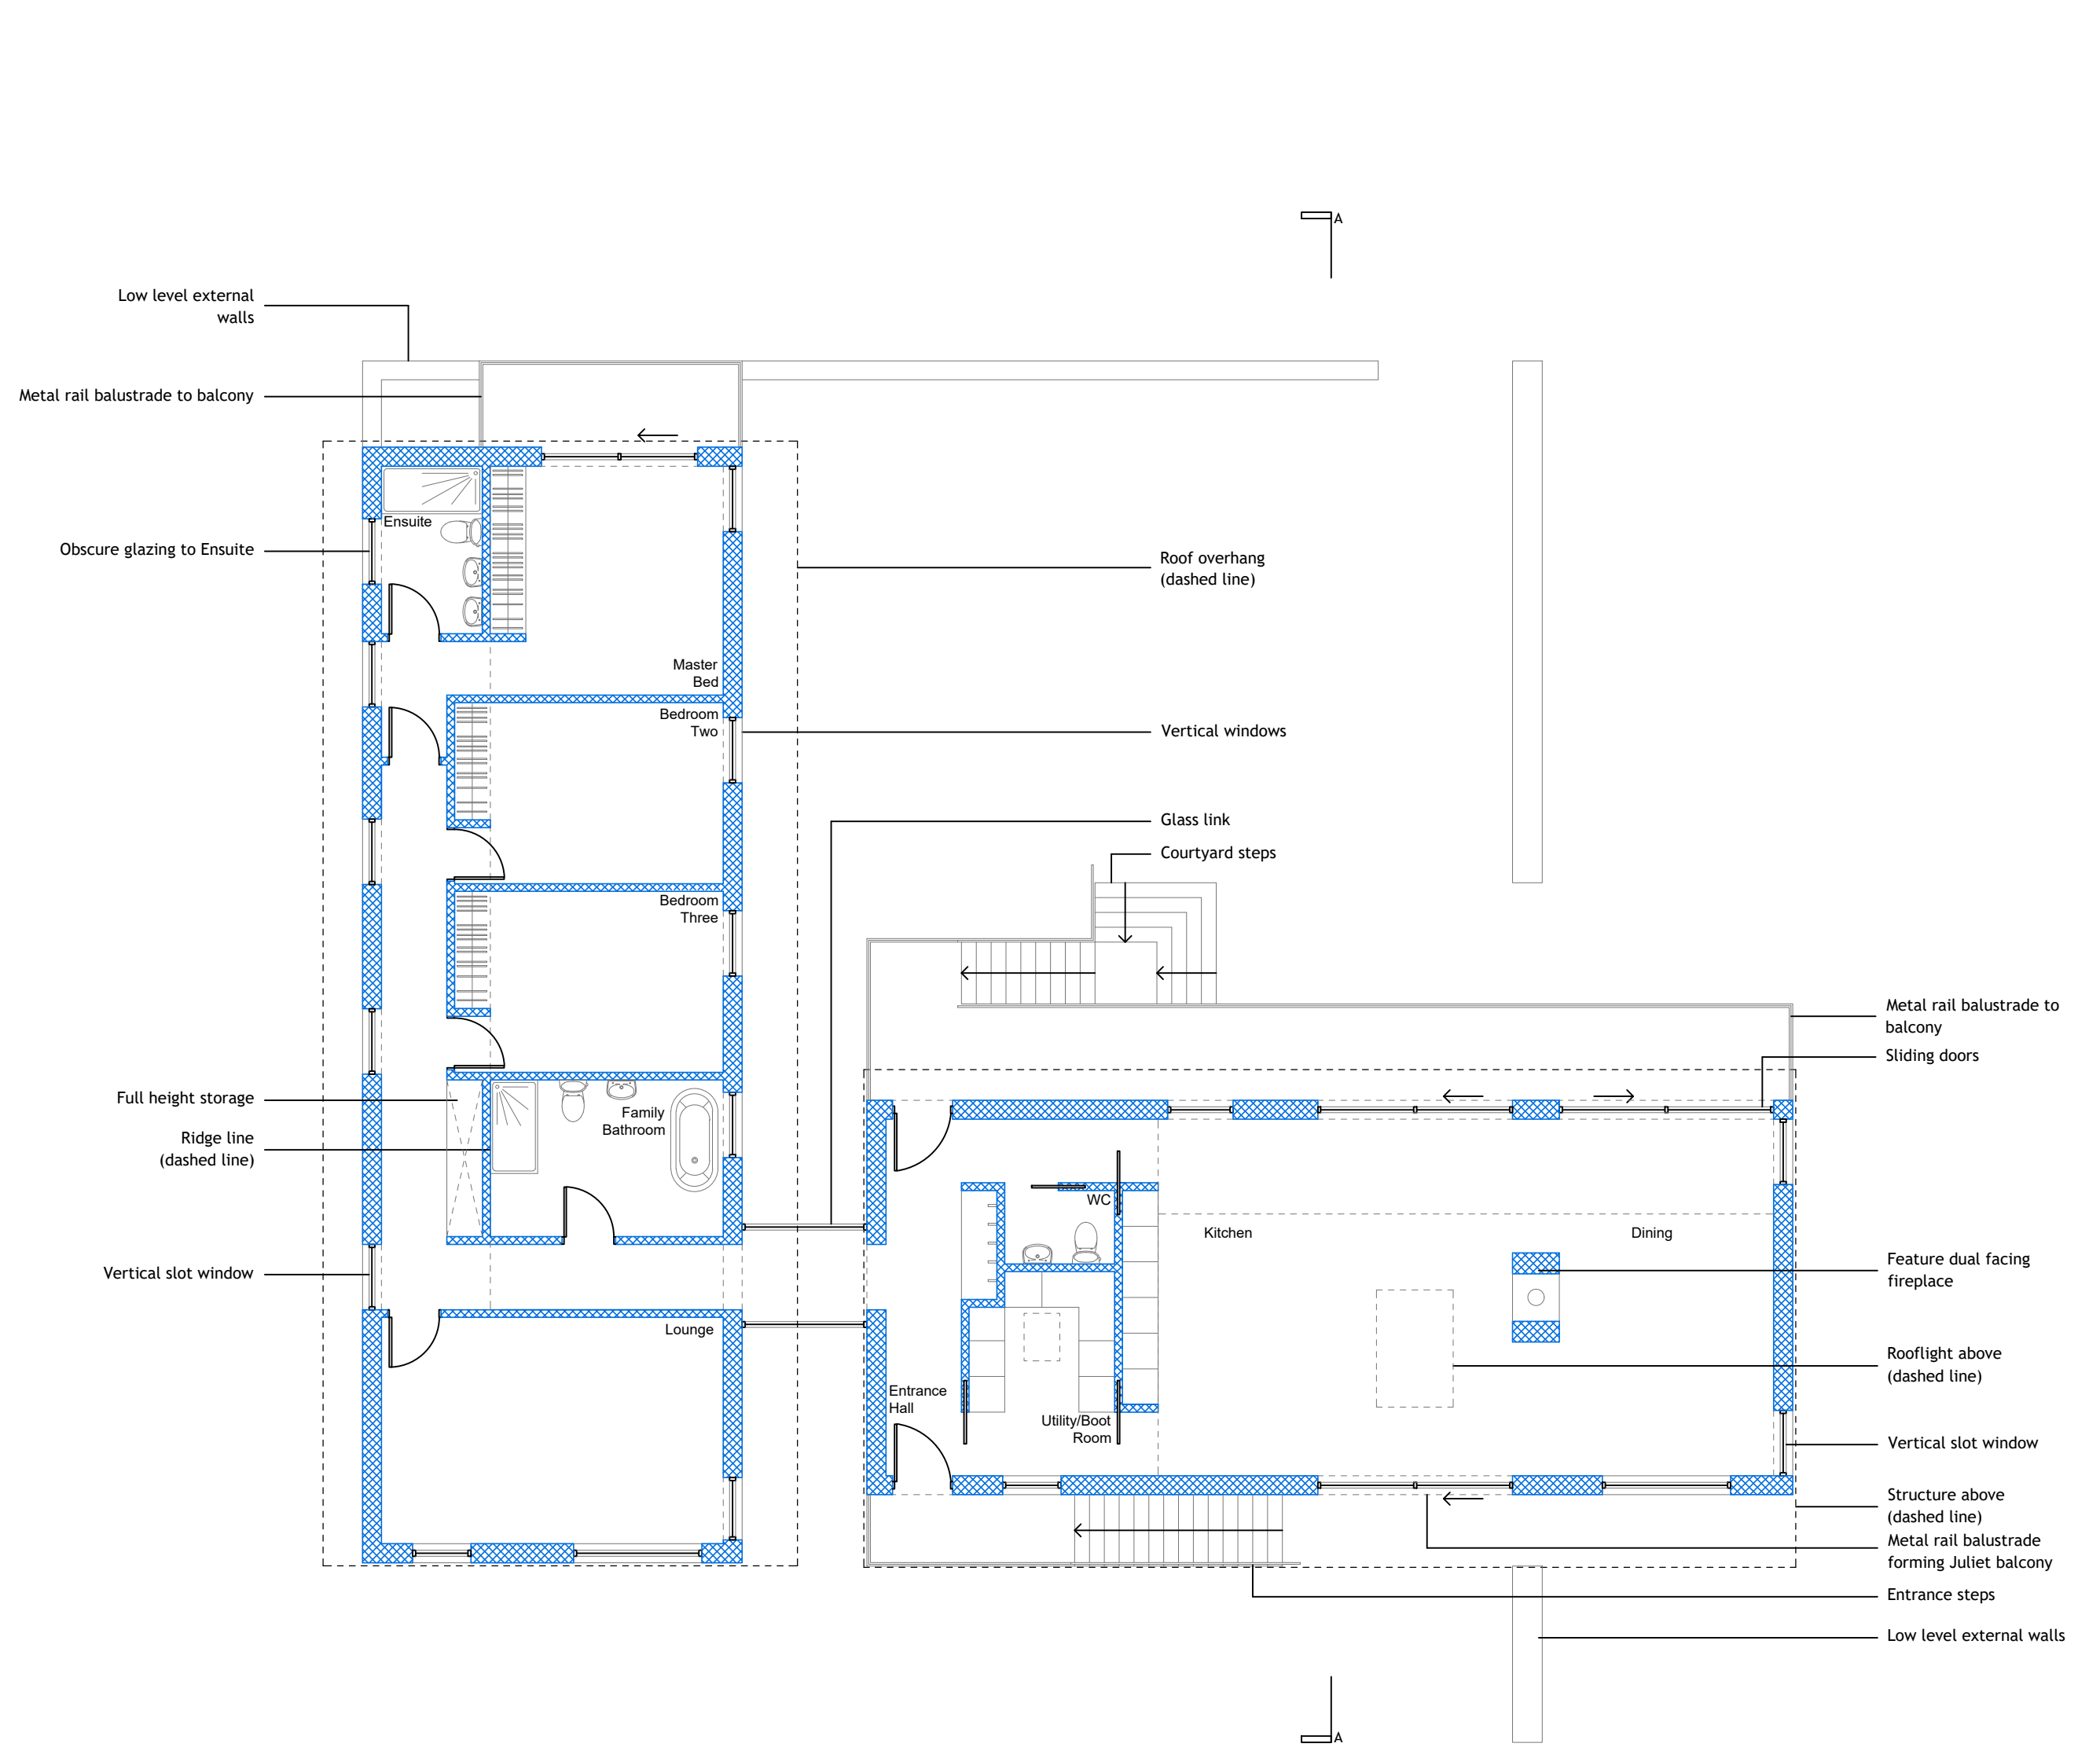 A
Low level external
walls
Metal rail balustrade to balcony
Ensuite
Obscure glazing to Ensuite
Roof overhang
(dashed line)
Master
Bed
Bedroom
Two
Vertical windows
Glass link
Courtyard steps
Bedroom
Three
Metal rail balustrade to
balcony
Sliding doors
Full height storage
Family
Bathroom
Ridge line
(dashed line)
WC
Kitchen
Dining
Feature dual facing
fireplace
Vertical slot window
Lounge
Rooflight above
(dashed line)
Entrance
Hall
Utility/Boot
Room
Vertical slot window
Structure above
(dashed line)
Metal rail balustrade
forming Juliet balcony
Entrance steps
Low level external walls
A